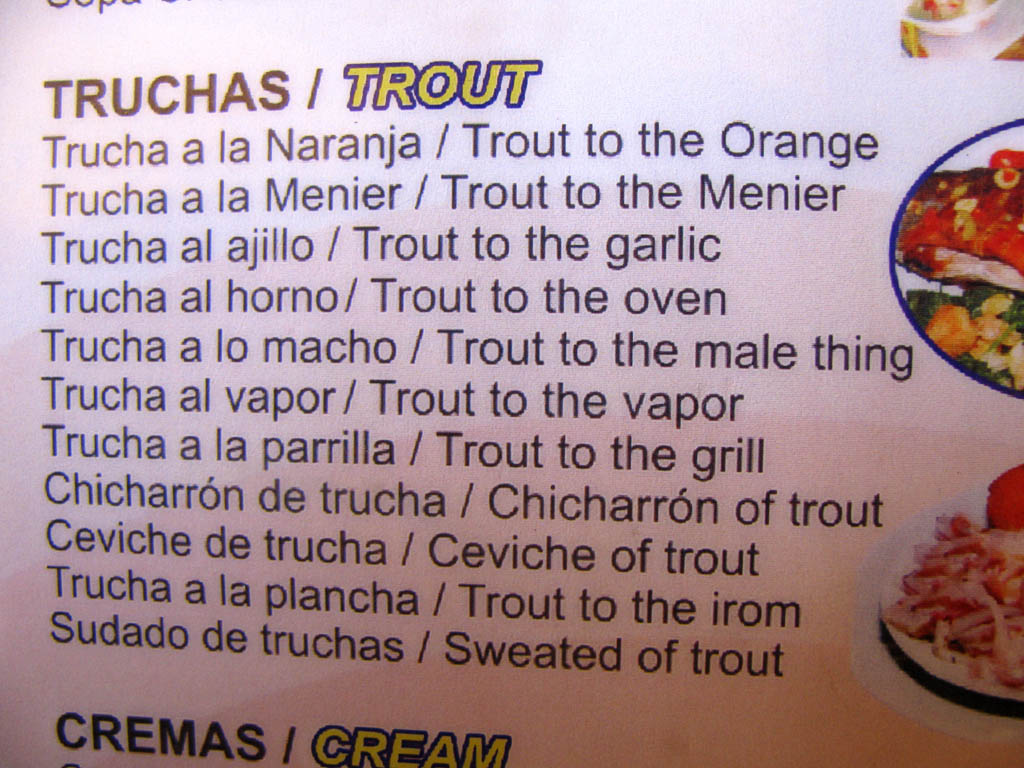 TRUCHAS / TROUT
Trucha a la Naranja / Trout to the Orange
Trucha a la Menier / Trout to the Menier
Trucha al ajillo / Trout to the garlic
Trucha al horno/ Trout to the oven
Trucha a lo macho / Trout to the male thing
Trucha al vapor/ Trout to the vapor
Trucha a la parrilla / Trout to the grill
Chicharrón de trucha / Chicharrón of trout
Ceviche de trucha / Ceviche of trout
Trucha a la plancha / Trout to the irom
Sudado de truchas / Sweated of trout
CREMAS / CREAM